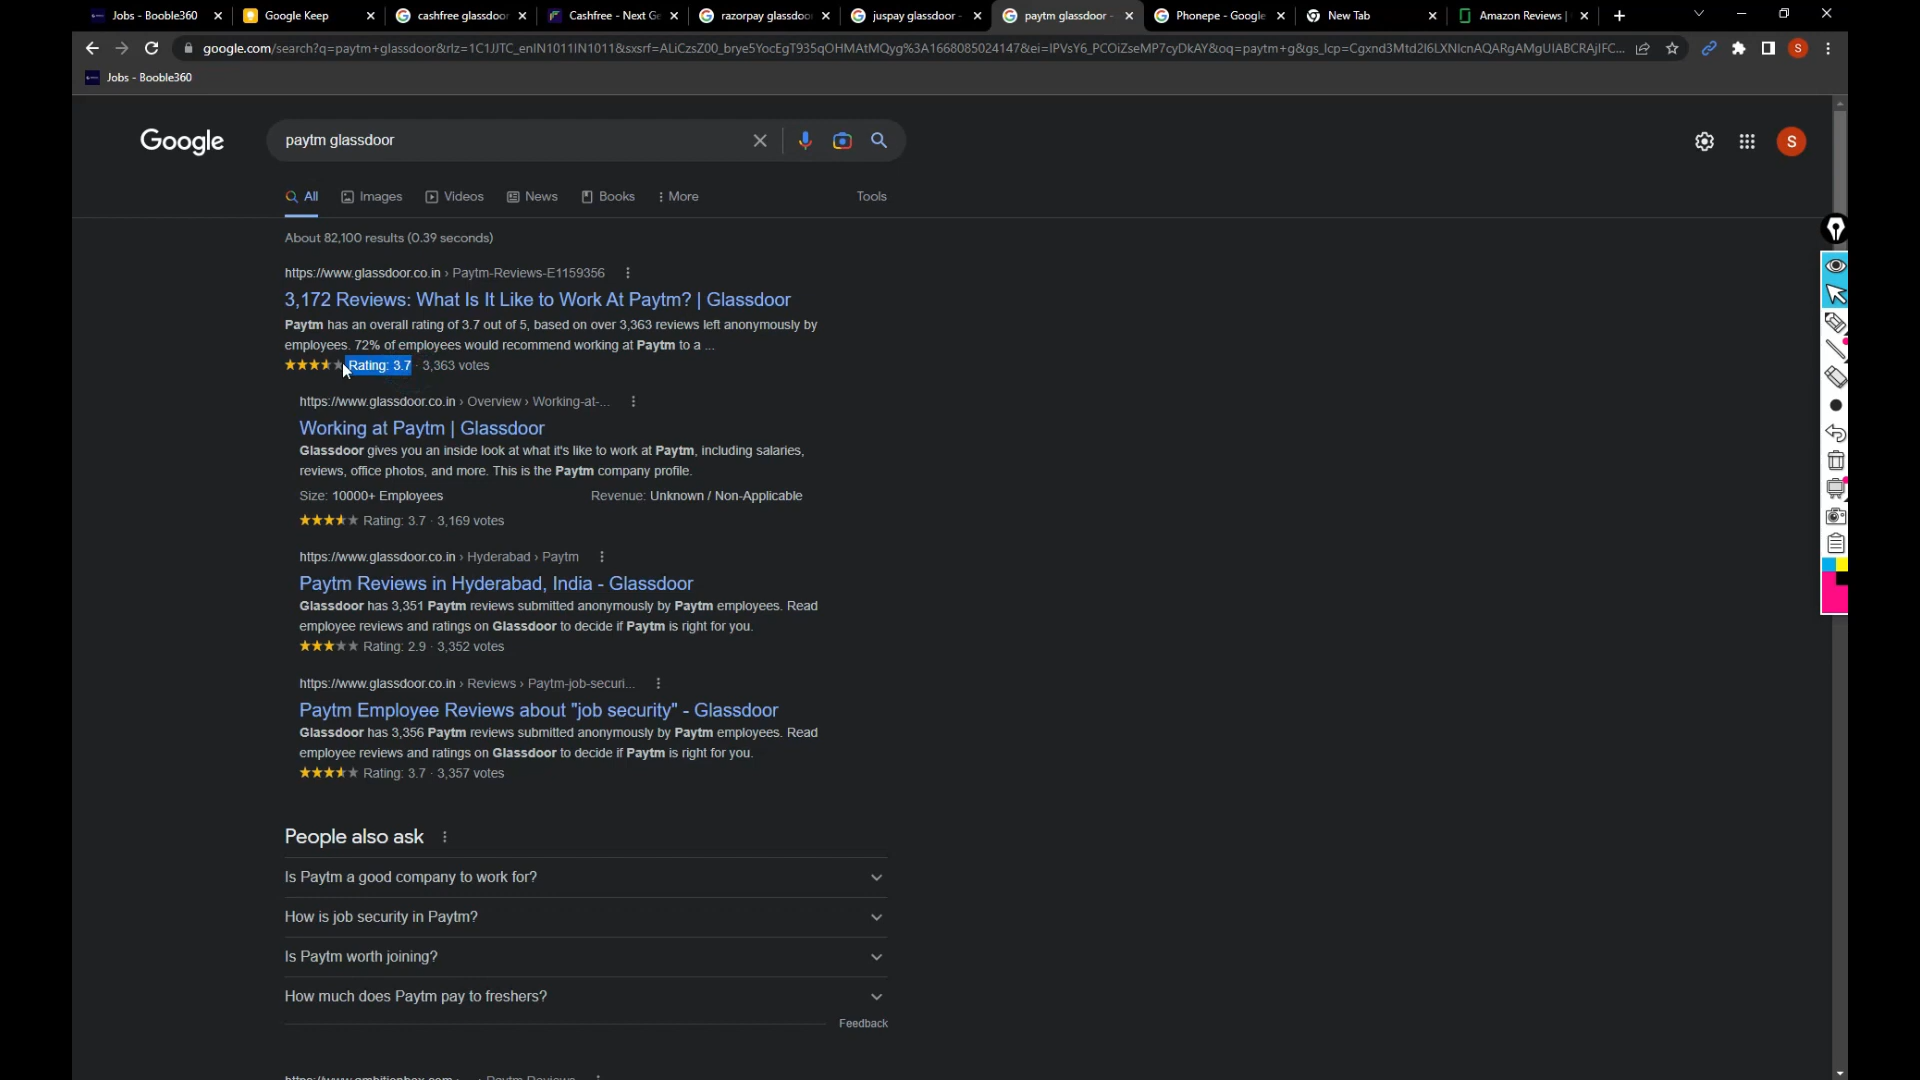 Jobs - Booble360
Google Keep
cashfree glassdoor
Cashfree - Next Ge
razorpay glassdoor
juspay glassdoor -
paytm glassdoor -
Phonepe - Google
New Tab
Amazon Reviews |
google.com/search?q=paytm+glassdoor&rlz=1C1JJTC_enIN1011IN1011&sxsrf=ALiCzsZ00_brye5YocEgT935qOHMAtMQyg%3A1668085024147&ei=IPVsY6_PCOiZseMP7cyDkAY&oq=paytm+g&gs_lcp=Cgxnd3Mtd2l6LXNlcnAQARgAMgUIABCRAjIFC...
S
Jobs - Booble360
Google
paytm glassdoor
S
All
Images
Videos
News
Books
More
Tools
About 82,100 results (0.39 seconds)
https://www.glassdoor.co.in › Paytm-Reviews-E1159356
3,172 Reviews: What Is It Like to Work At Paytm? | Glassdoor
Paytm has an overall rating of 3.7 out of 5, based on over 3,363 reviews left anonymously by
employees. 72% of employees would recommend working at Paytm to a ...
Rating: 3.7 · 3,363 votes
https://www.glassdoor.co.in › Overview › Working-at-...
Working at Paytm | Glassdoor
Glassdoor gives you an inside look at what it's like to work at Paytm, including salaries,
reviews, office photos, and more. This is the Paytm company profile.
Size: 10000+ Employees
Revenue: Unknown / Non-Applicable
Rating: 3.7 · 3,169 votes
https://www.glassdoor.co.in › Hyderabad › Paytm
Paytm Reviews in Hyderabad, India - Glassdoor
Glassdoor has 3,351 Paytm reviews submitted anonymously by Paytm employees. Read
employee reviews and ratings on Glassdoor to decide if Paytm is right for you.
Rating: 2.9 · 3,352 votes
https://www.glassdoor.co.in › Reviews › Paytm-job-securi...
Paytm Employee Reviews about "job security" - Glassdoor
Glassdoor has 3,356 Paytm reviews submitted anonymously by Paytm employees. Read
employee reviews and ratings on Glassdoor to decide if Paytm is right for you.
Rating: 3.7 · 3,357 votes
People also ask
Is Paytm a good company to work for?
How is job security in Paytm?
Is Paytm worth joining?
How much does Paytm pay to freshers?
Feedback